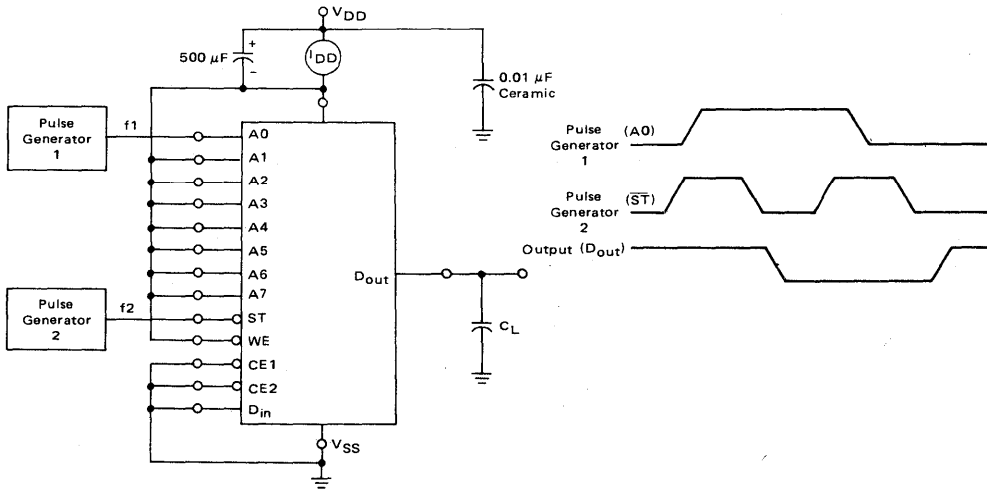 VDD
+
500 μF
-
IDD
0.01 μF
Ceramic
Pulse
Generator
1
f1
A0
A1
A2
A3
A4
A5
A6
A7
ST
WE
CE1
CE2
Din
Dout
Pulse
Generator
2
f2
CL
VSS
Pulse (A0)
Generator
1
Pulse (ST)
Generator
2
Output (Dout)